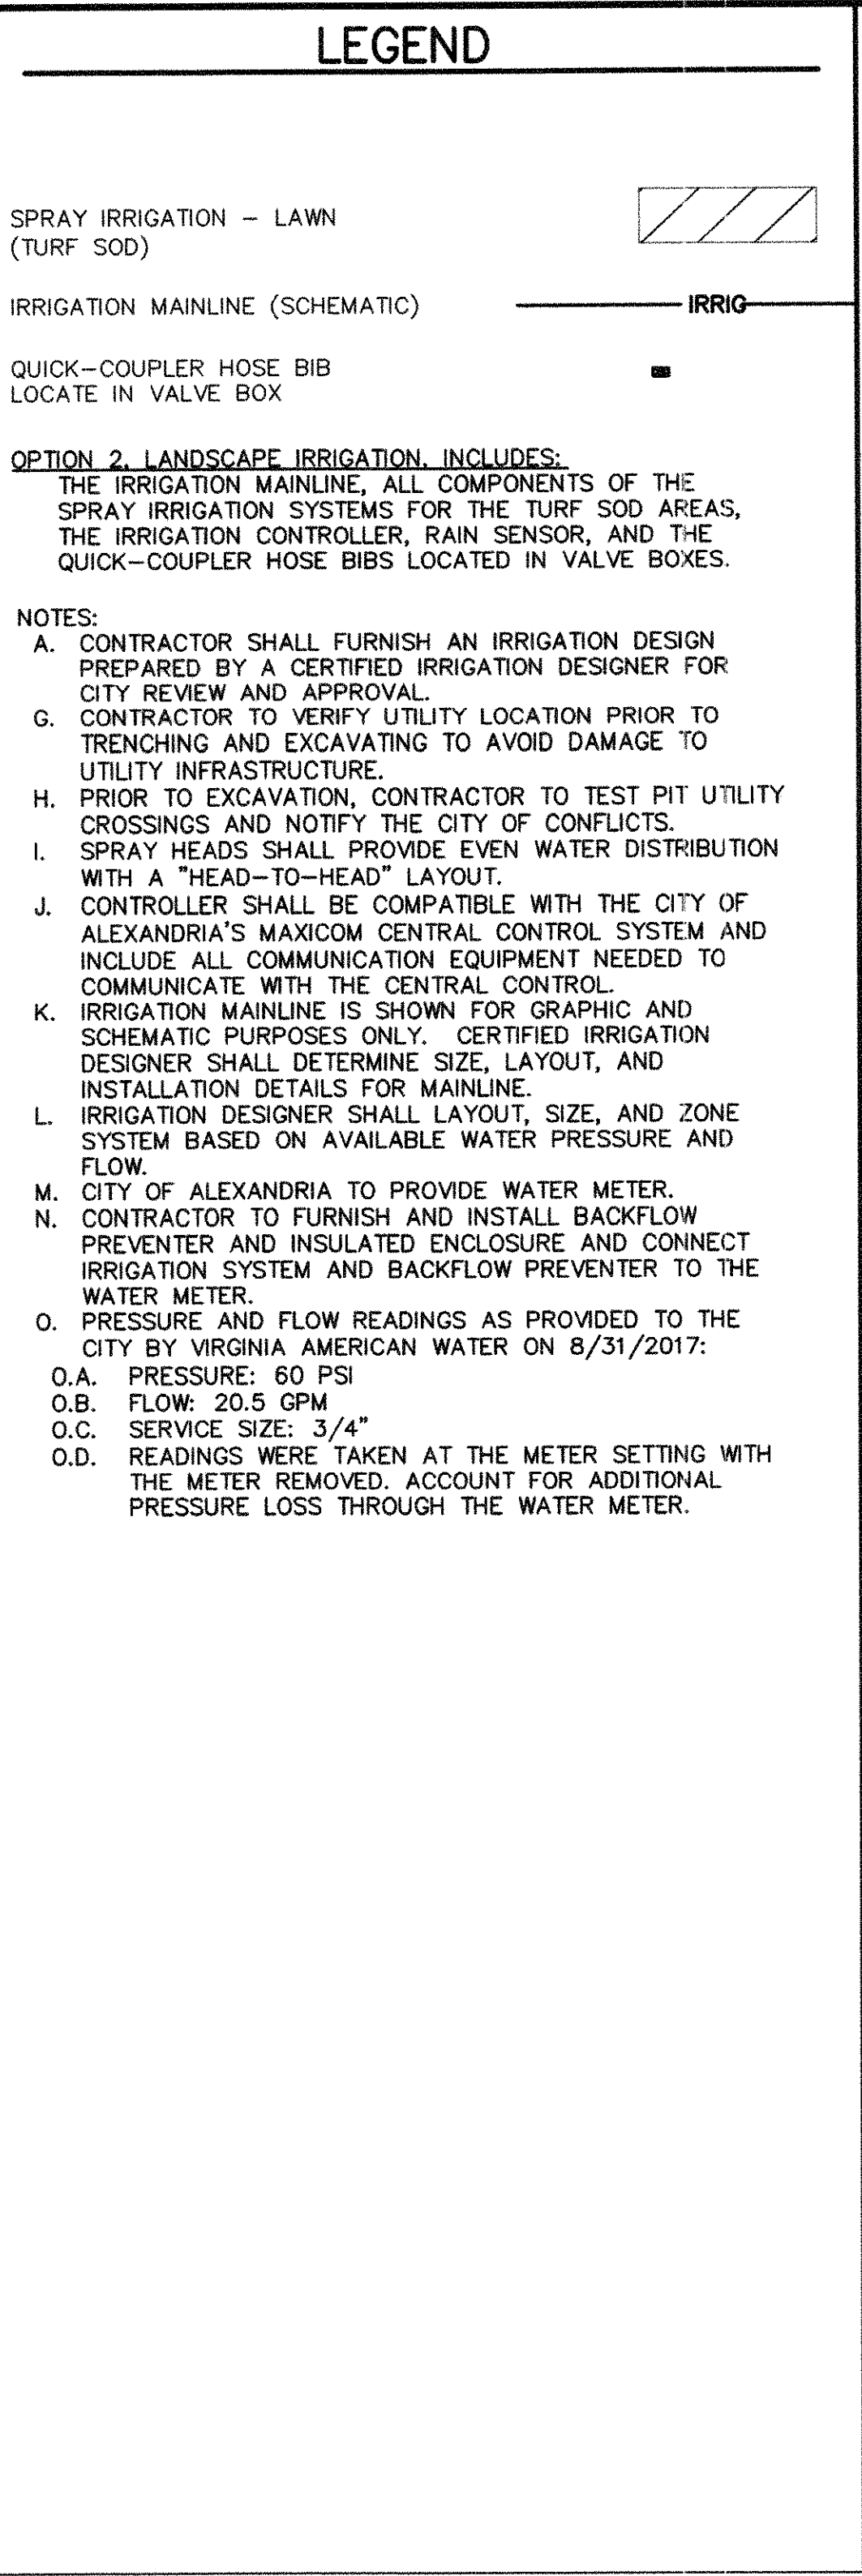 LEGEND
SPRAY IRRIGATION – LAWN
(TURF SOD)
IRRIGATION MAINLINE (SCHEMATIC)
IRRIG
QUICK–COUPLER HOSE BIB
LOCATE IN VALVE BOX
OPTION 2. LANDSCAPE IRRIGATION. INCLUDES:
THE IRRIGATION MAINLINE, ALL COMPONENTS OF THE
SPRAY IRRIGATION SYSTEMS FOR THE TURF SOD AREAS,
THE IRRIGATION CONTROLLER, RAIN SENSOR, AND THE
QUICK–COUPLER HOSE BIBS LOCATED IN VALVE BOXES.
NOTES:
A. CONTRACTOR SHALL FURNISH AN IRRIGATION DESIGN
PREPARED BY A CERTIFIED IRRIGATION DESIGNER FOR
CITY REVIEW AND APPROVAL.
G. CONTRACTOR TO VERIFY UTILITY LOCATION PRIOR TO
TRENCHING AND EXCAVATING TO AVOID DAMAGE TO
UTILITY INFRASTRUCTURE.
H. PRIOR TO EXCAVATION, CONTRACTOR TO TEST PIT UTILITY
CROSSINGS AND NOTIFY THE CITY OF CONFLICTS.
I. SPRAY HEADS SHALL PROVIDE EVEN WATER DISTRIBUTION
WITH A "HEAD–TO–HEAD" LAYOUT.
J. CONTROLLER SHALL BE COMPATIBLE WITH THE CITY OF
ALEXANDRIA'S MAXICOM CENTRAL CONTROL SYSTEM AND
INCLUDE ALL COMMUNICATION EQUIPMENT NEEDED TO
COMMUNICATE WITH THE CENTRAL CONTROL.
K. IRRIGATION MAINLINE IS SHOWN FOR GRAPHIC AND
SCHEMATIC PURPOSES ONLY. CERTIFIED IRRIGATION
DESIGNER SHALL DETERMINE SIZE, LAYOUT, AND
INSTALLATION DETAILS FOR MAINLINE.
L. IRRIGATION DESIGNER SHALL LAYOUT, SIZE, AND ZONE
SYSTEM BASED ON AVAILABLE WATER PRESSURE AND
FLOW.
M. CITY OF ALEXANDRIA TO PROVIDE WATER METER.
N. CONTRACTOR TO FURNISH AND INSTALL BACKFLOW
PREVENTER AND INSULATED ENCLOSURE AND CONNECT
IRRIGATION SYSTEM AND BACKFLOW PREVENTER TO THE
WATER METER.
O. PRESSURE AND FLOW READINGS AS PROVIDED TO THE
CITY BY VIRGINIA AMERICAN WATER ON 8/31/2017:
O.A. PRESSURE: 60 PSI
O.B. FLOW: 20.5 GPM
O.C. SERVICE SIZE: 3/4"
O.D. READINGS WERE TAKEN AT THE METER SETTING WITH
THE METER REMOVED. ACCOUNT FOR ADDITIONAL
PRESSURE LOSS THROUGH THE WATER METER.